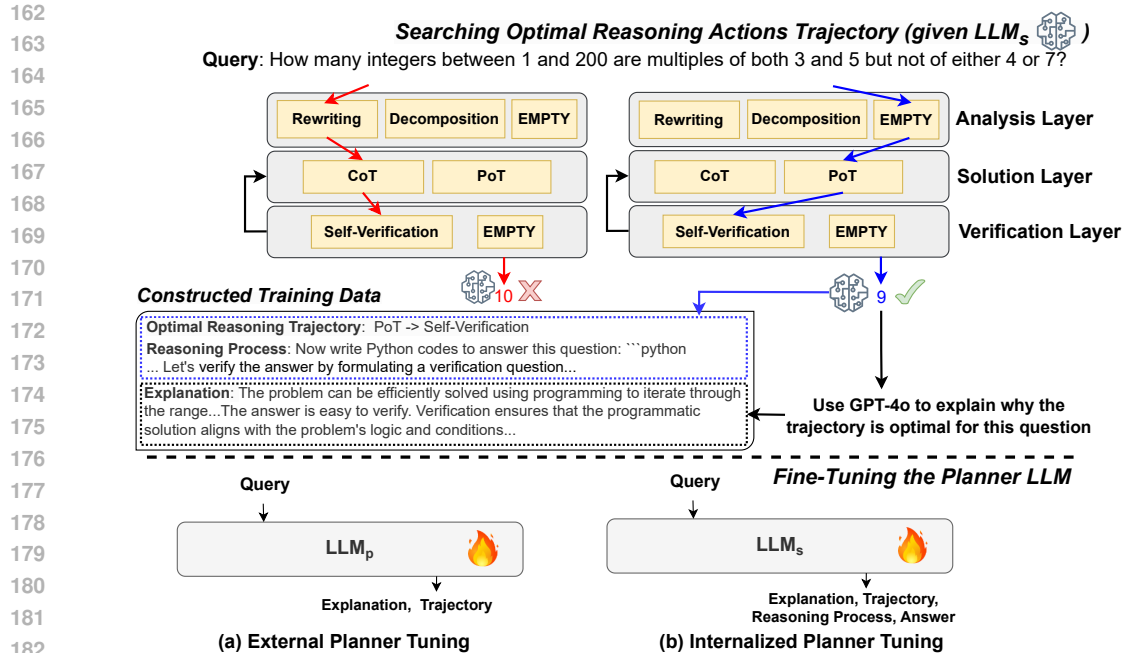 162
163
164
165
166
167
168
169
170
171
172
173
174
175
176
177
178
179
180
181
182
Searching Optimal Reasoning Actions Trajectory (given LLMs )
Query: How many integers between 1 and 200 are multiples of both 3 and 5 but not of either 4 or 7?
Rewriting Decomposition EMPTY
CoT PoT
Self-Verification EMPTY
10
Rewriting Decomposition EMPTY Analysis Layer
CoT PoT Solution Layer
Self-Verification EMPTY Verification Layer
9
Constructed Training Data
Optimal Reasoning Trajectory: PoT -> Self-Verification
Reasoning Process: Now write Python codes to answer this question: ```python
... Let's verify the answer by formulating a verification question...
Explanation: The problem can be efficiently solved using programming to iterate through
the range...The answer is easy to verify. Verification ensures that the programmatic
solution aligns with the problem's logic and conditions...
Use GPT-4o to explain why the
trajectory is optimal for this question
Fine-Tuning the Planner LLM
Query
LLMp
Explanation, Trajectory
(a) External Planner Tuning
Query
LLMs
Explanation, Trajectory,
Reasoning Process, Answer
(b) Internalized Planner Tuning